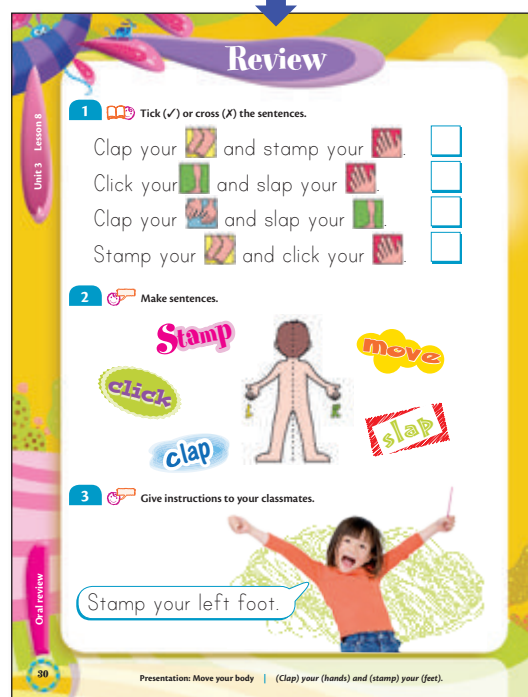 Review
Unit 3 Lesson 8
1 Tick (✓) or cross (✗) the sentences.
Clap your and stamp your .
Click your and slap your .
Clap your and slap your .
Stamp your and click your .
2 Make sentences.
Stamp
move
click
clap
slap
L R
3 Give instructions to your classmates.
Stamp your left foot.
Oral review
30
Presentation: Move your body | (Clap) your (hands) and (stamp) your (feet).